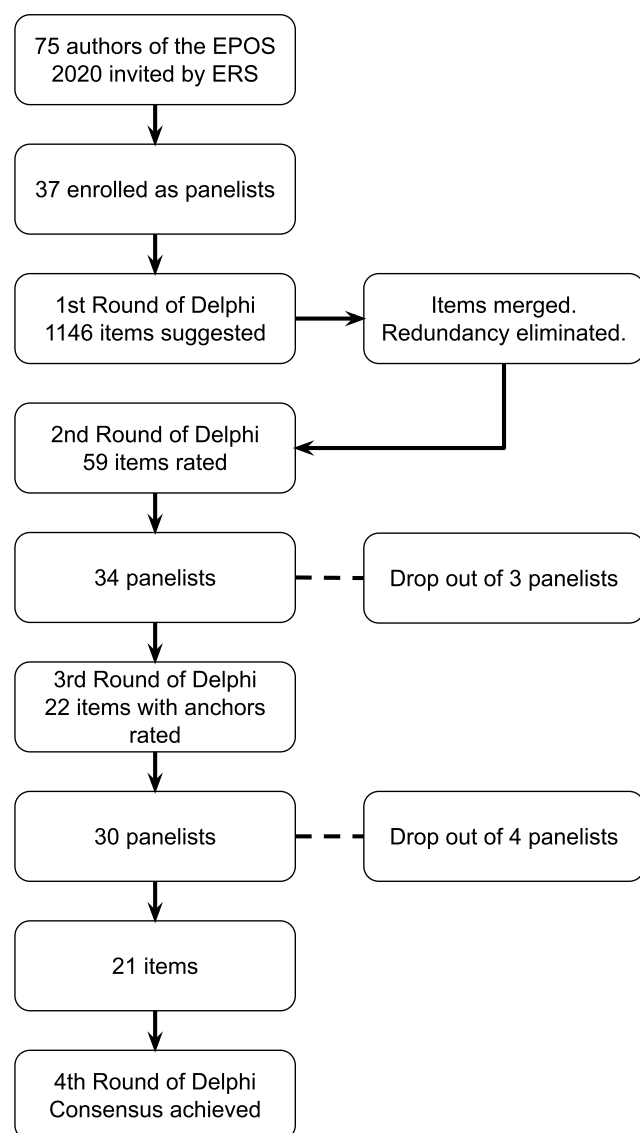 75 authors of the EPOS
2020 invited by ERS
37 enrolled as panelists
1st Round of Delphi
1146 items suggested
Items merged.
Redundancy eliminated.
2nd Round of Delphi
59 items rated
34 panelists
Drop out of 3 panelists
3rd Round of Delphi
22 items with anchors
rated
30 panelists
Drop out of 4 panelists
21 items
4th Round of Delphi
Consensus achieved